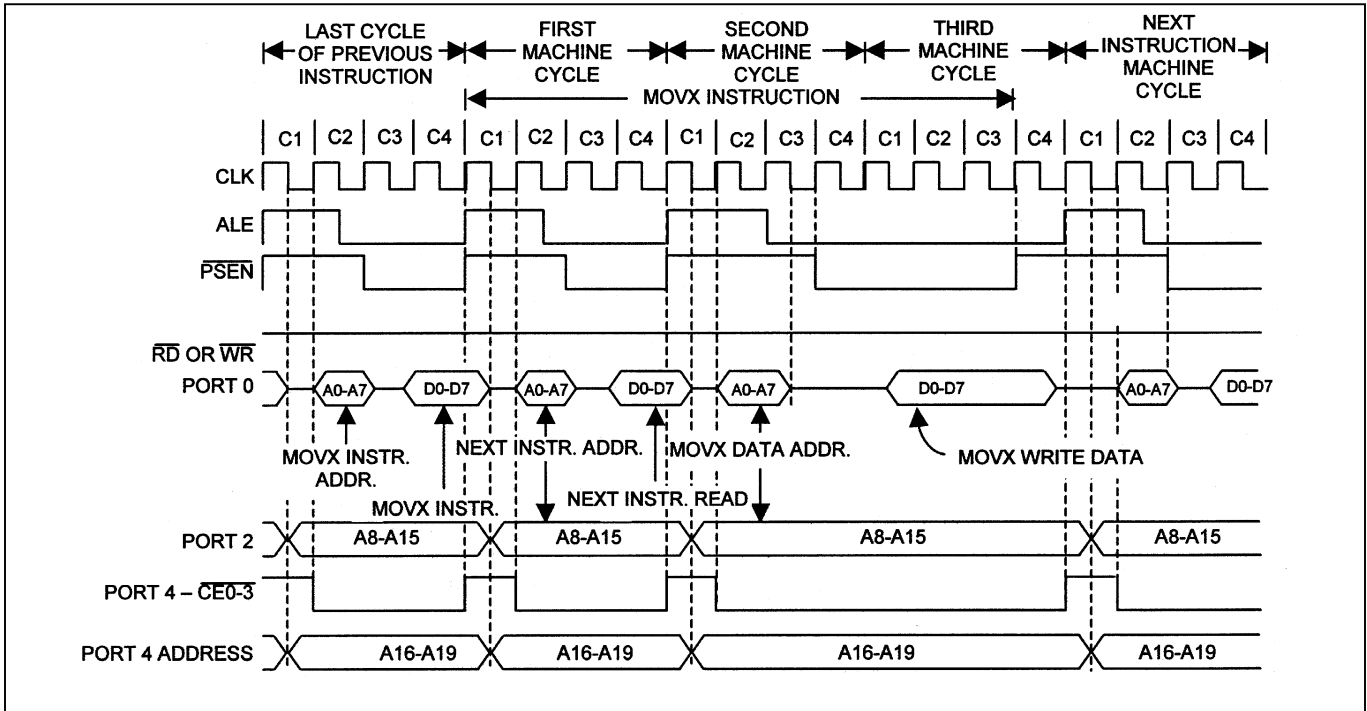 LAST CYCLE OF PREVIOUS INSTRUCTION
FIRST MACHINE CYCLE
SECOND MACHINE CYCLE
THIRD MACHINE CYCLE
NEXT INSTRUCTION MACHINE CYCLE
MOVX INSTRUCTION
C1 C2 C3 C4 C1 C2 C3 C4 C1 C2 C3 C4 C1 C2 C3 C4 C1 C2 C3 C4
CLK
ALE
PSEN
RD OR WR
PORT 0 A0-A7 D0-D7 A0-A7 D0-D7 A0-A7 D0-D7 A0-A7 D0-D7
MOVX INSTR. ADDR.
MOVX INSTR.
NEXT INSTR. ADDR.
NEXT INSTR. READ
MOVX DATA ADDR.
MOVX WRITE DATA
PORT 2 A8-A15 A8-A15 A8-A15 A8-A15
PORT 4 – CE0-3
PORT 4 ADDRESS A16-A19 A16-A19 A16-A19 A16-A19